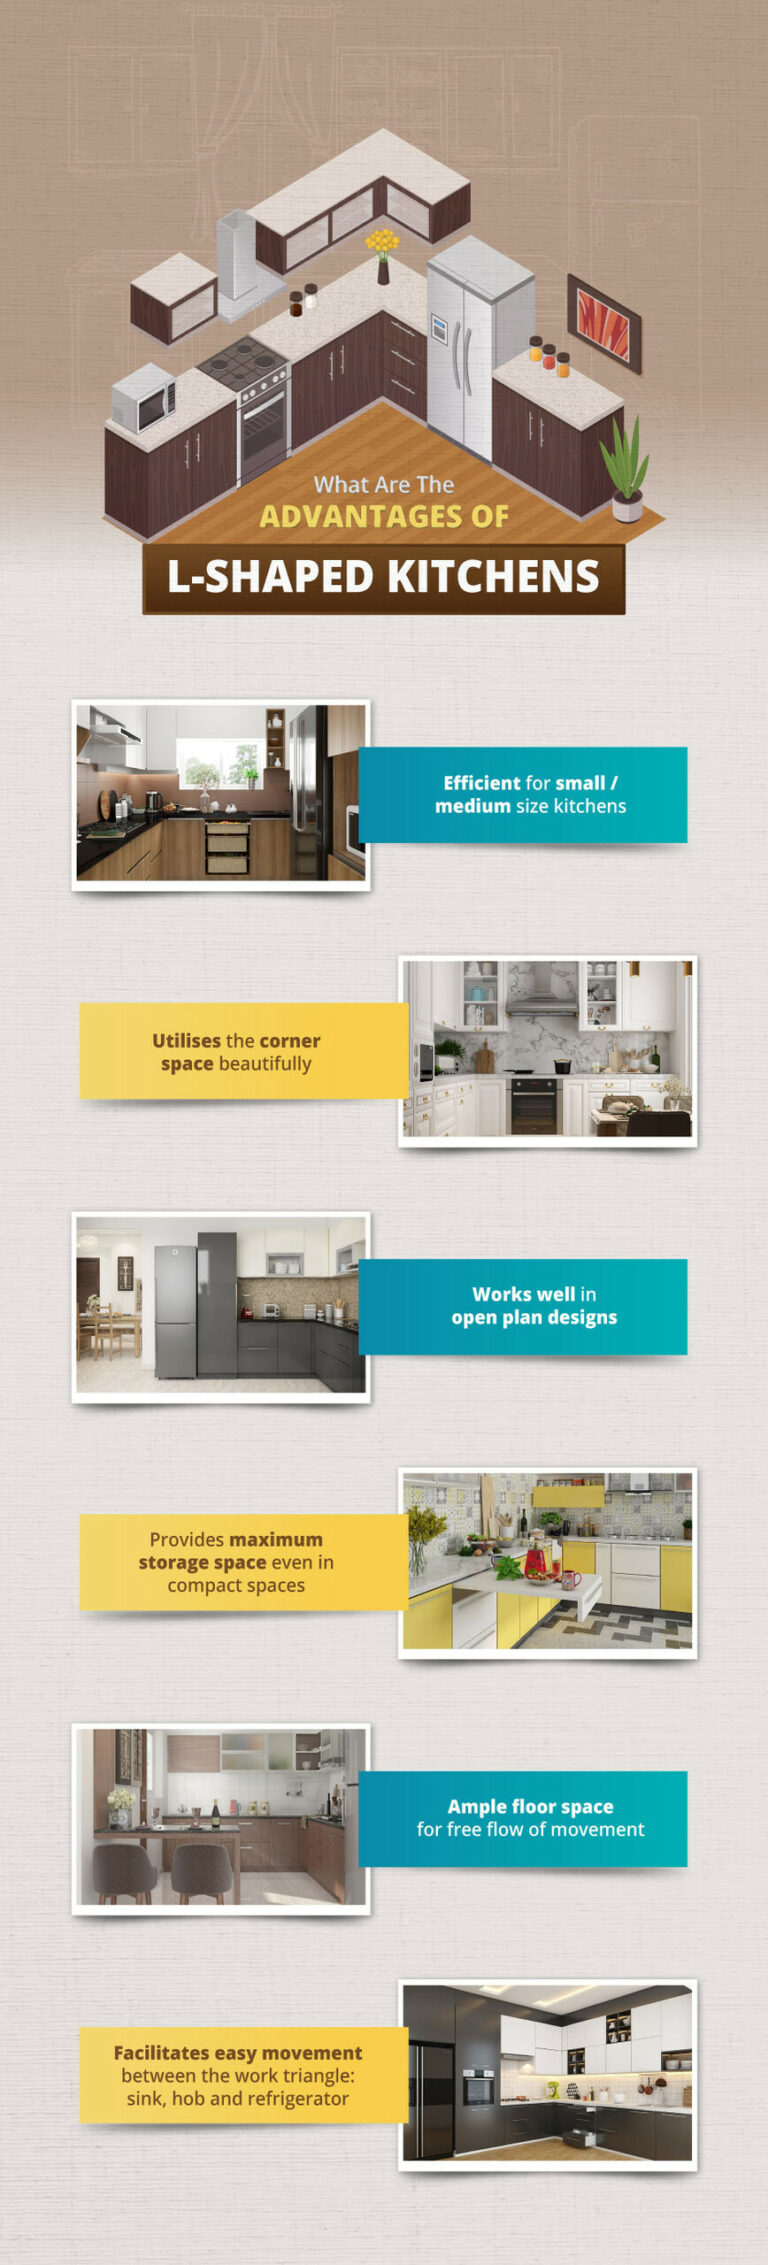 What Are The
ADVANTAGES OF
L-SHAPED KITCHENS
Efficient for small /
medium size kitchens
Utilises the corner
space beautifully
Works well in
open plan designs
Provides maximum
storage space even in
compact spaces
Ample floor space
for free flow of movement
Facilitates easy movement
between the work triangle:
sink, hob and refrigerator